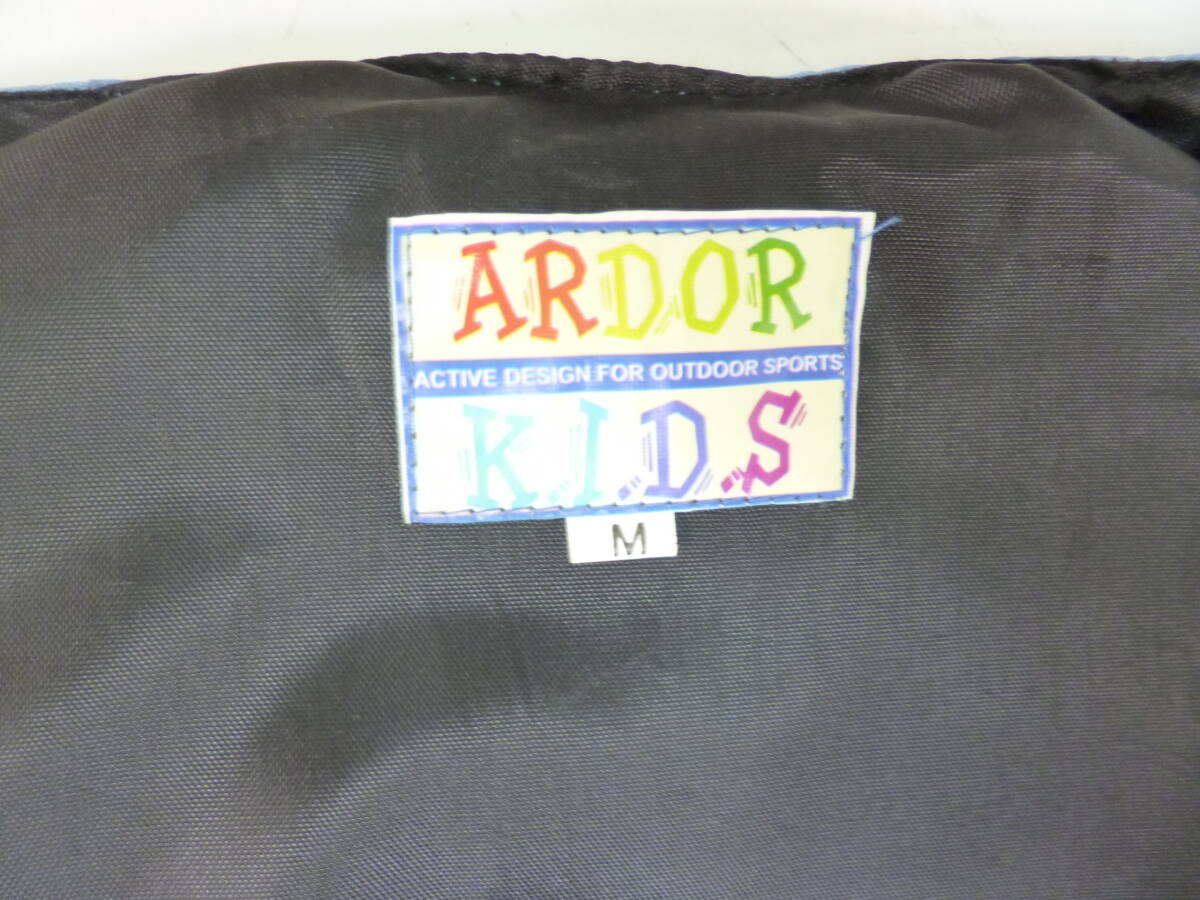 ARDOR
ACTIVE DESIGN FOR OUTDOOR SPORTS
K.I.D.S
M